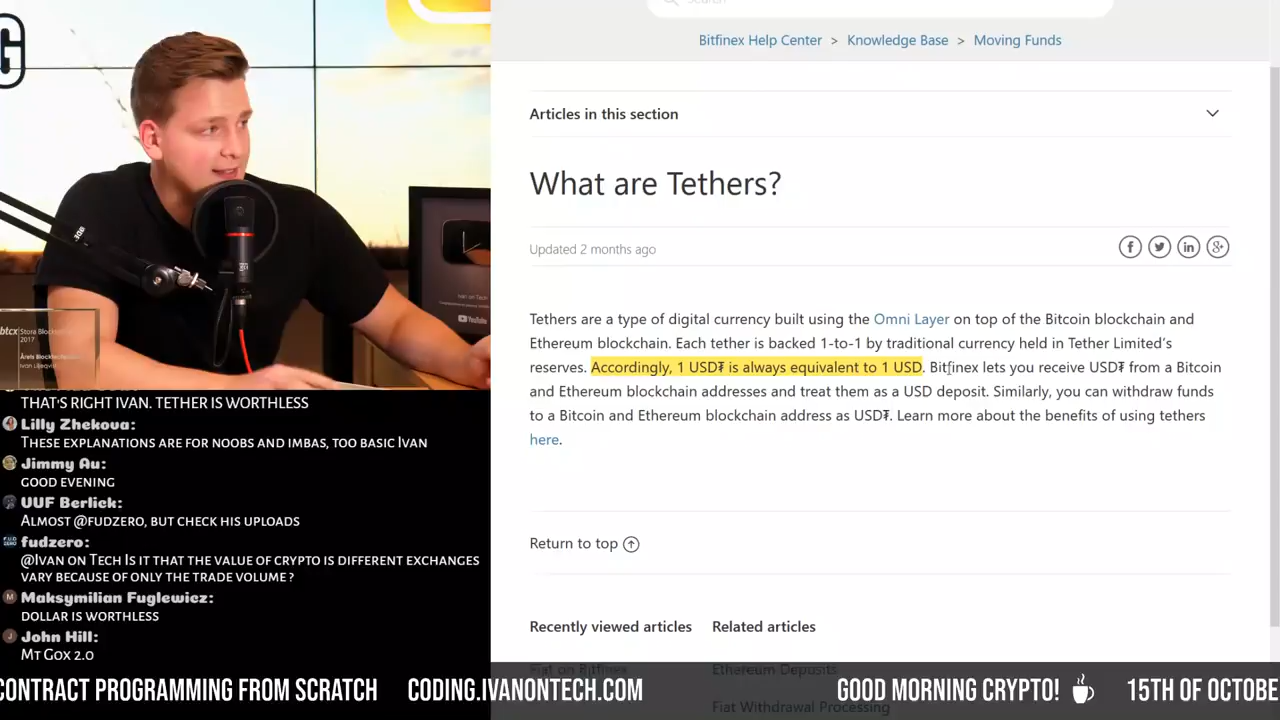 G
Search
Bitfinex Help Center > Knowledge Base > Moving Funds
Articles in this section
What are Tethers?
Updated 2 months ago
Tethers are a type of digital currency built using the Omni Layer on top of the Bitcoin blockchain and
Ethereum blockchain. Each tether is backed 1-to-1 by traditional currency held in Tether Limited's
reserves. Accordingly, 1 USD₮ is always equivalent to 1 USD. Bitfinex lets you receive USD₮ from a Bitcoin
and Ethereum blockchain addresses and treat them as a USD deposit. Similarly, you can withdraw funds
to a Bitcoin and Ethereum blockchain address as USD₮. Learn more about the benefits of using tethers
here.
Return to top
Recently viewed articles Related articles
Fiat on Bitfinex Ethereum Deposits
Fiat Withdrawal Processing
Ivan on Tech
YouTube
btcx
2017
Ivan Liljeqvist
THAT'S RIGHT IVAN. TETHER IS WORTHLESS
Lilly Zhekova:
THESE EXPLANATIONS ARE FOR NOOBS AND IMBAS, TOO BASIC IVAN
Jimmy Au:
GOOD EVENING
UUF Berlick:
ALMOST @FUDZERO, BUT CHECK HIS UPLOADS
fudzero:
@IVAN ON TECH IS IT THAT THE VALUE OF CRYPTO IS DIFFERENT EXCHANGES
VARY BECAUSE OF ONLY THE TRADE VOLUME ?
Maksymilian Fuglewicz:
DOLLAR IS WORTHLESS
John Hill:
MT GOX 2.0
CONTRACT PROGRAMMING FROM SCRATCH CODING.IVANONTECH.COM GOOD MORNING CRYPTO! 15TH OF OCTOBE